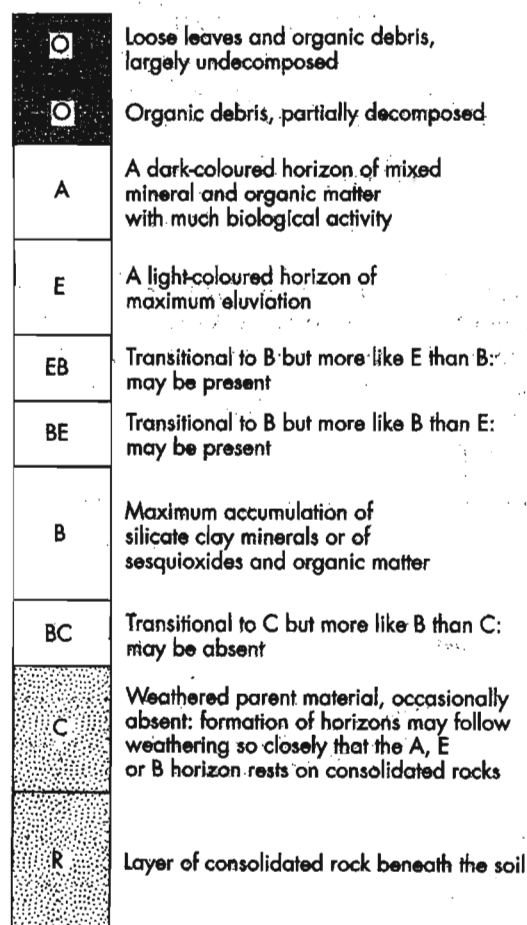 O
Loose leaves and organic debris,
largely undecomposed
O
Organic debris, partially decomposed
A
A dark-coloured horizon of mixed
mineral and organic matter
with much biological activity
E
A light-coloured horizon of
maximum eluviation
EB
Transitional to B but more like E than B:
may be present
BE
Transitional to B but more like B than E:
may be present
B
Maximum accumulation of
silicate clay minerals or of
sesquioxides and organic matter
BC
Transitional to C but more like B than C:
may be absent
C
Weathered parent material, occasionally
absent: formation of horizons may follow
weathering so closely that the A, E
or B horizon rests on consolidated rocks
R
Layer of consolidated rock beneath the soil